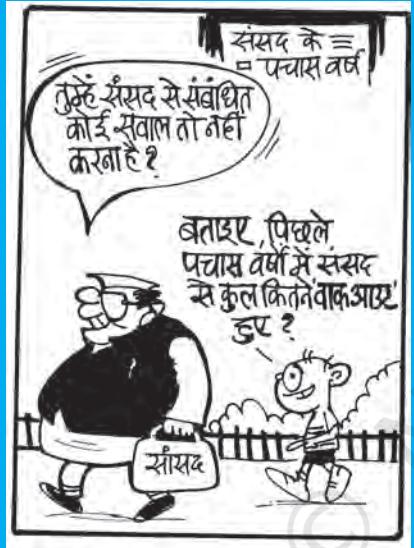 संसद के
पचास वर्ष
तुम्हें संसद से संबंधित
कोई सवाल तो नहीं
करना है?
बताइए, पिछले
पचास वर्षों में संसद
से कुल कितने 'वाकआउट'
हुए?
सांसद